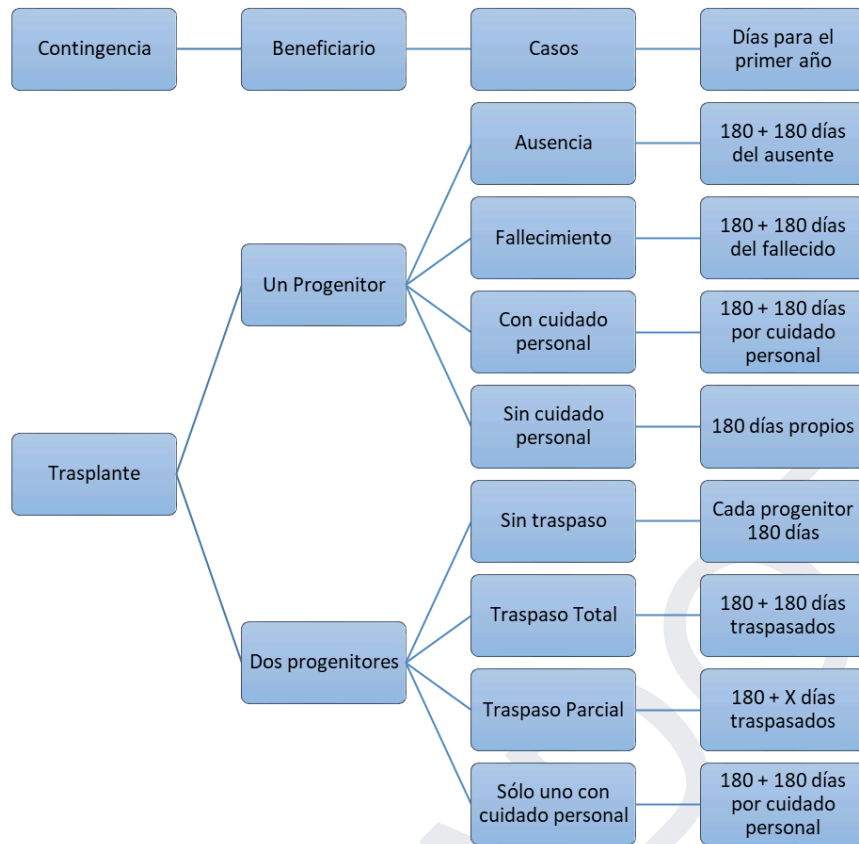 Contingencia
Beneficiario
Casos
Días para el
primer año
Ausencia
180 + 180 días
del ausente
Fallecimiento
180 + 180 días
del fallecido
Un Progenitor
Con cuidado
personal
180 + 180 días
por cuidado
personal
Sin cuidado
personal
180 días propios
Trasplante
Sin traspaso
Cada progenitor
180 días
Traspaso Total
180 + 180 días
traspasados
Dos progenitores
Traspaso Parcial
180 + X días
traspasados
Sólo uno con
cuidado personal
180 + 180 días
por cuidado
personal